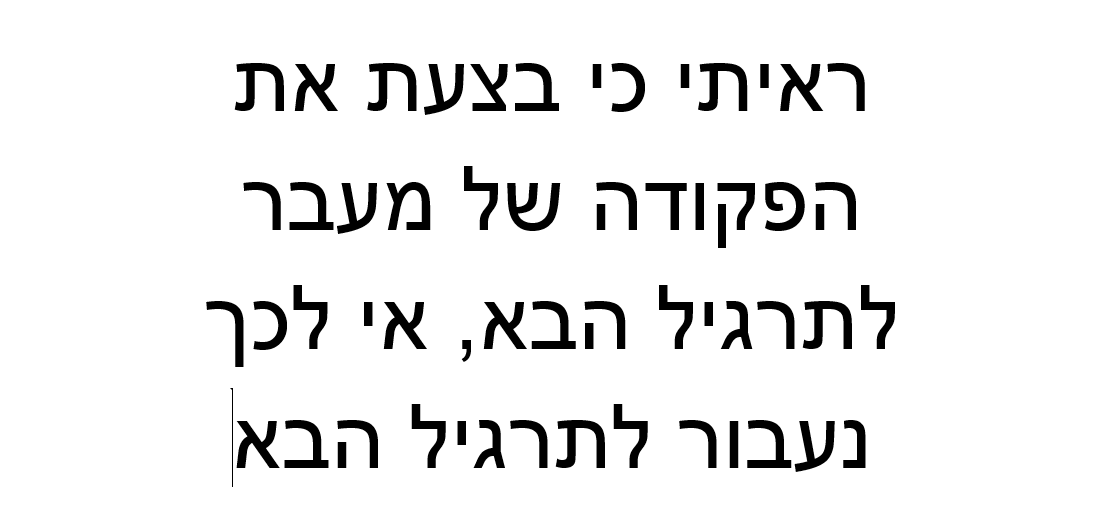 ראיתי כי בצעת את
הפקודה של מעבר
לתרגיל הבא, אי לכך
נעבור לתרגיל הבא